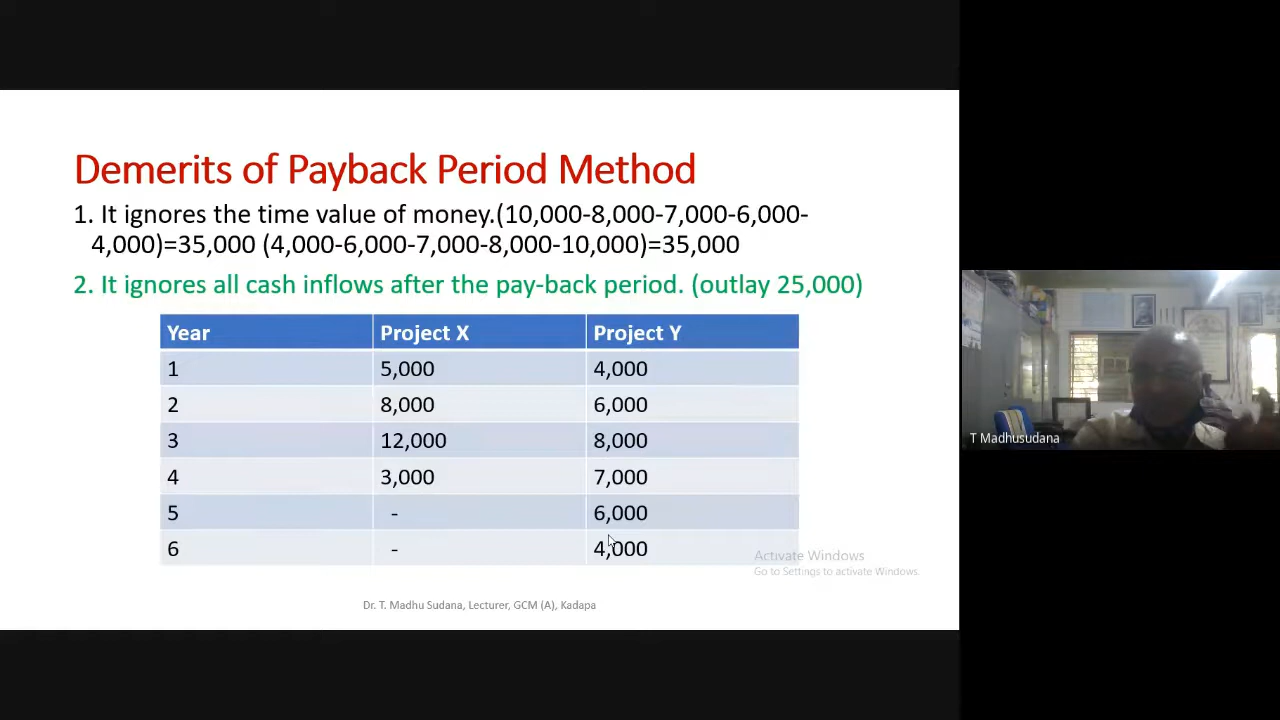 Demerits of Payback Period Method
1. It ignores the time value of money.(10,000-8,000-7,000-6,000-
4,000)=35,000 (4,000-6,000-7,000-8,000-10,000)=35,000
2. It ignores all cash inflows after the pay-back period. (outlay 25,000)
Year Project X Project Y
1 5,000 4,000
2 8,000 6,000
3 12,000 8,000
4 3,000 7,000
5 - 6,000
6 - 4,000
Activate Windows
Go to Settings to activate Windows.
Dr. T. Madhu Sudana, Lecturer, GCM (A), Kadapa
T Madhusudana